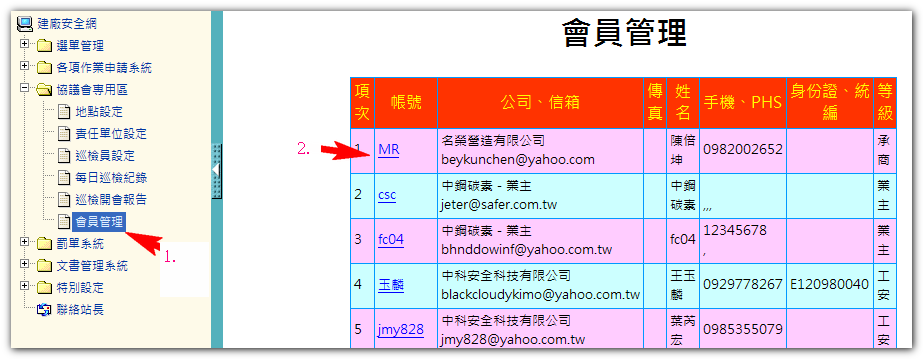 建廠安全網
選單管理
各項作業申請系統
協議會專用區
地點設定
責任單位設定
巡檢員設定
每日巡檢紀錄
巡檢開會報告
會員管理
罰單系統
文書管理系統
特別設定
聯絡站長
1.
2.
會員管理
項次 帳號 公司、信箱 傳真 姓名 手機、PHS 身份證、統編 等級
1 MR 名榮營造有限公司 陳倍坤 0982002652 承商
beykunchen@yahoo.com
2 csc 中鋼碳素 - 業主 中鋼碳素 ,,, 業主
jeter@safer.com.tw
3 fc04 中鋼碳素 - 業主 fc04 12345678 , 業主
bhnddowinf@yahoo.com.tw
4 玉麟 中科安全科技有限公司 王玉麟 0929778267 E120980040 工安
blackcloudykimo@yahoo.com.tw
5 jmy828 中科安全科技有限公司 葉芮宏 0985355079 工安
jmy828@yahoo.com.tw